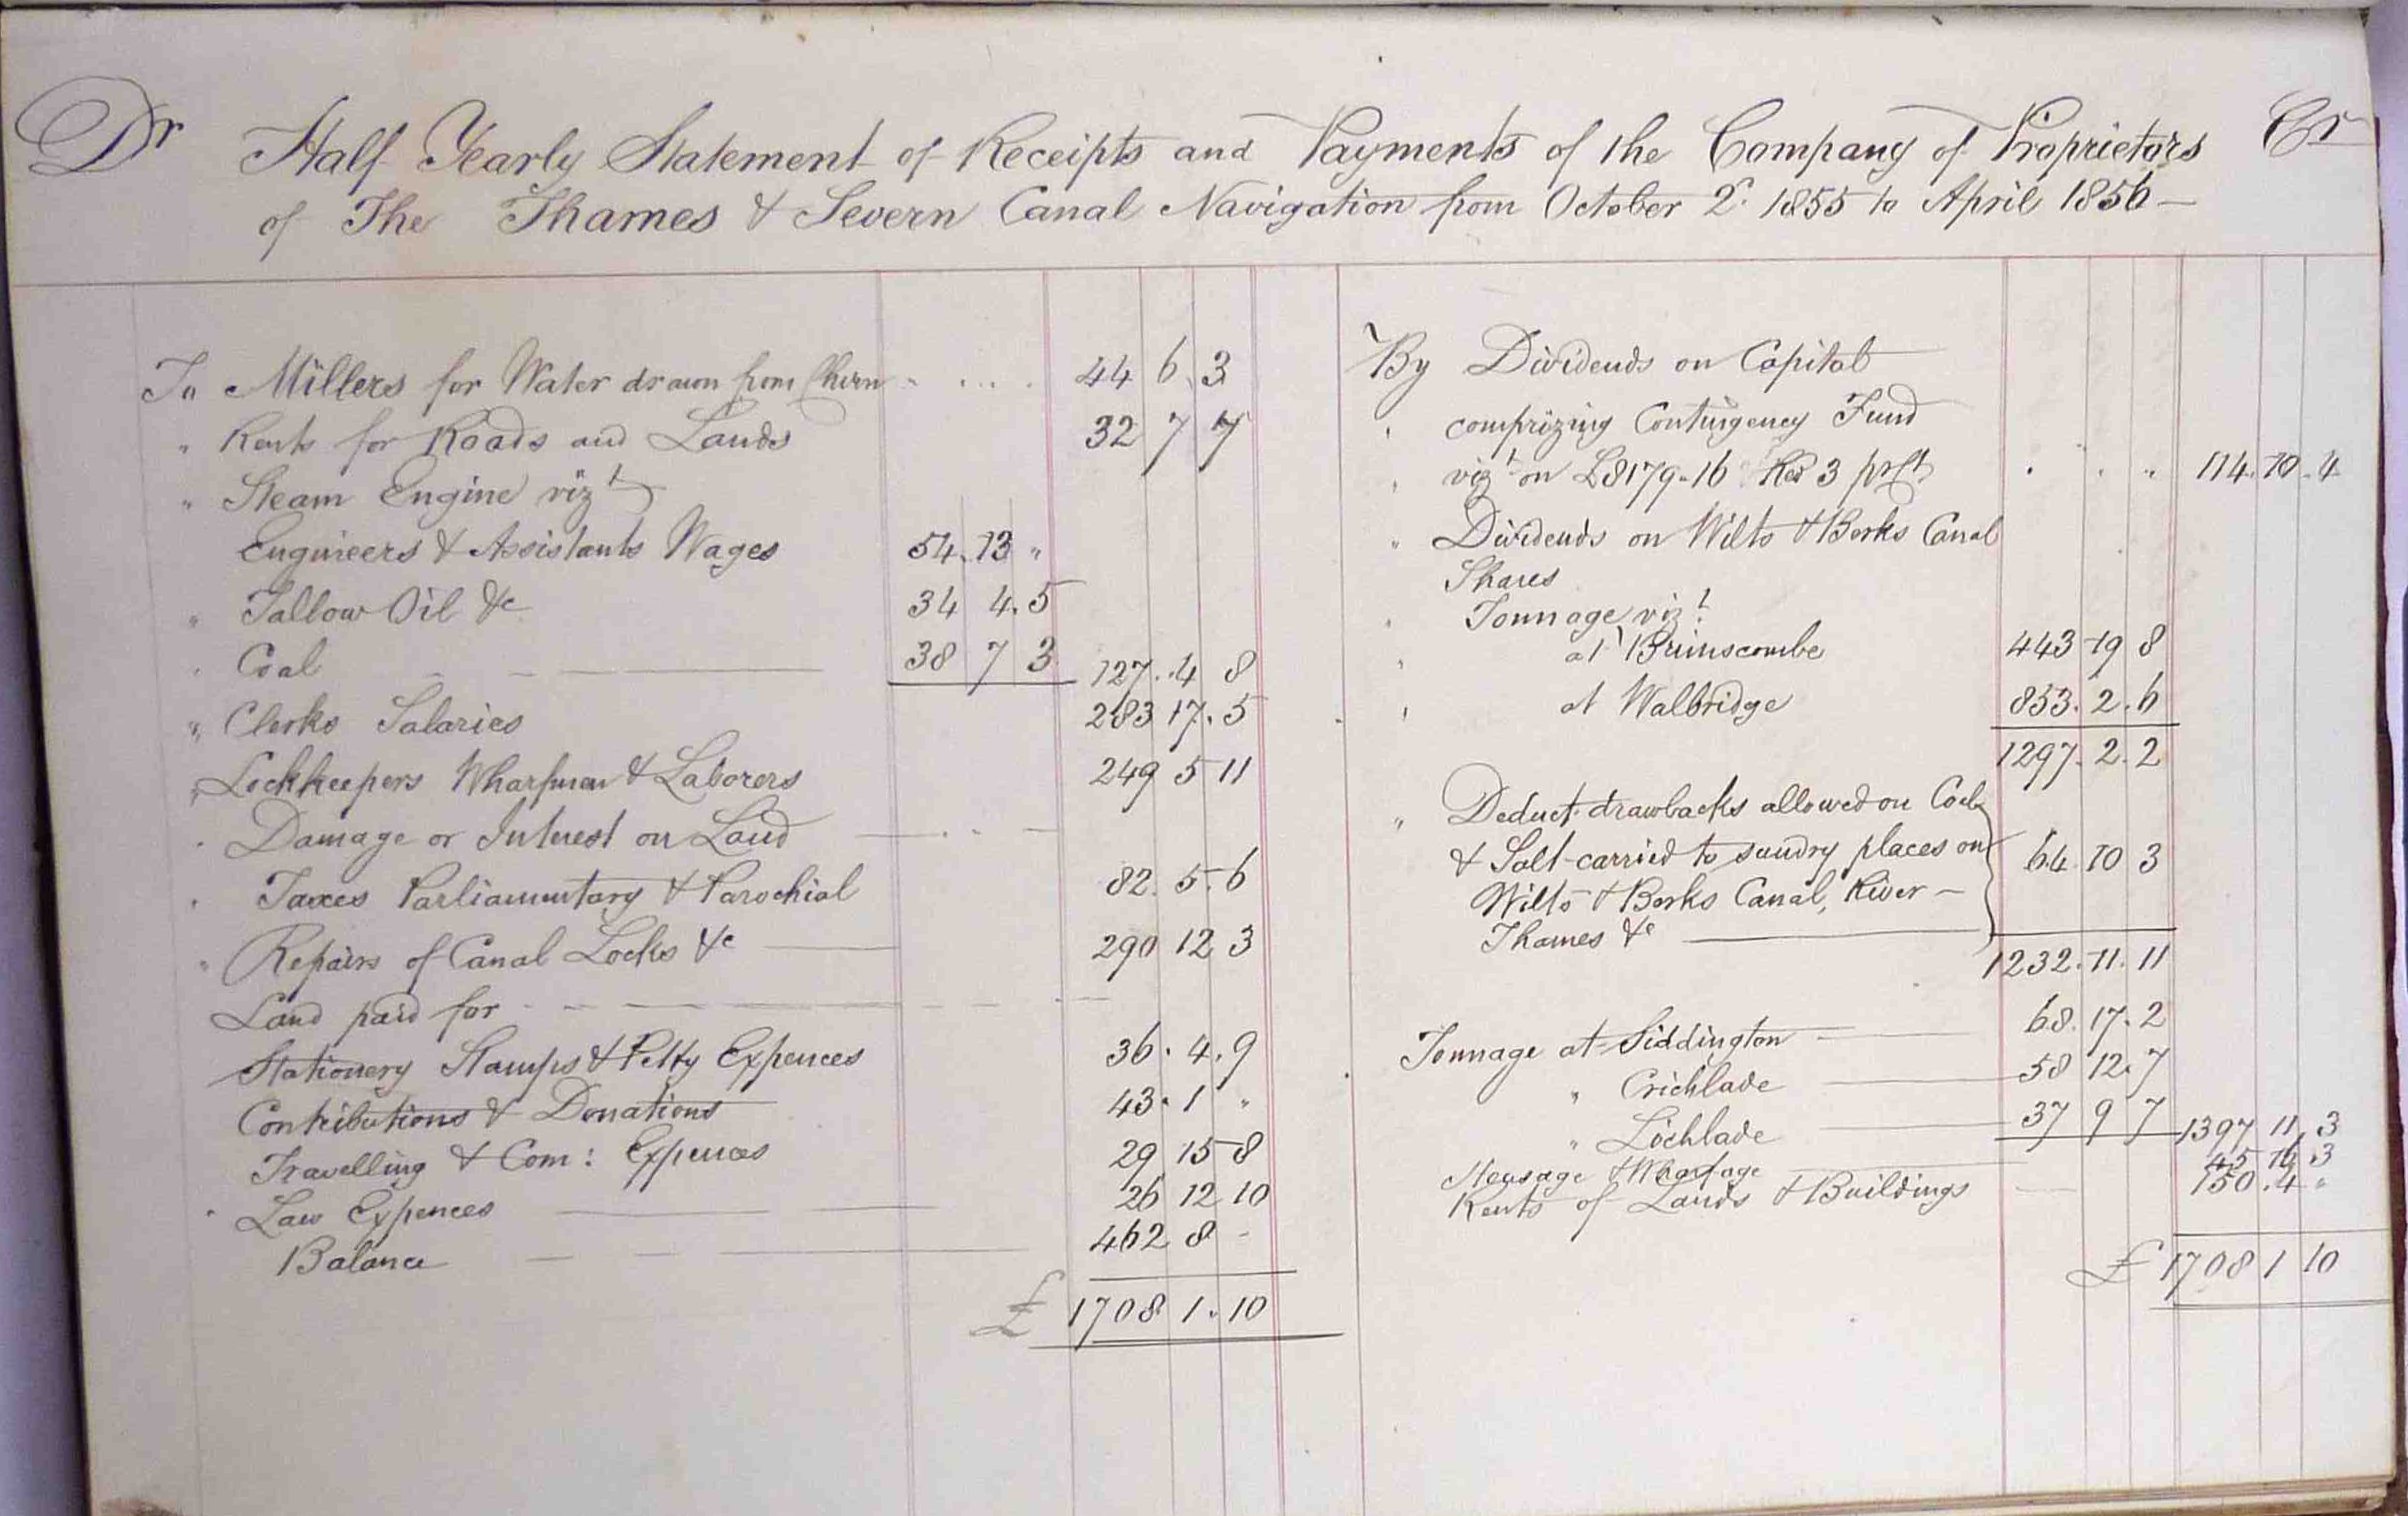 Dr Half Yearly Statement of Receipts and Payments of the Company of Proprietors Cr
of The Thames & Severn Canal Navigation from October 2d 1855 to April 1856 —
To Millers for Water drawn from Churn 44 6 3
" Rents for Roads and Lands 32 7 7
" Steam Engine vizt
Engineers & Assistants Wages 54. 13 "
" Tallow Oil &c 34 4. 5
" Coal 38 7 3 127. 4 8
" Clerks Salaries 283 17. 5
" Lockkeepers Wharfman & Laborers 249 5 11
" Damage or Interest on Land
" Taxes Parliamentary & Parochial 82. 5. 6
" Repairs of Canal Locks &c 290 12 3
Land paid for
Stationery Stamps & Petty Expences 36. 4. 9
Contributions & Donations 43. 1 "
Travelling & Com: Expences 29 15 8
" Law Expences 26 12 10
Balance 462 8 -
£ 1708. 1. 10
By Dividends on Capital
" comprizing Contingency Fund
" vizt on £8179-16 Red 3 prCt 114. 10. 4
" Dividends on Wilts & Berks Canal
Shares
" Tonnage vizt
" at Brimscombe 443 19 8
" at Walbridge 853. 2. 6
1297. 2. 2
" Deduct drawbacks allowed on Coal
& Salt carried to sundry places on 64. 10 3
Wilts & Berks Canal, River —
Thames &c
1232. 11. 11
Tonnage at Siddington 68. 17. 2
" Cricklade 58 12. 7
" Lechlade 37 9 7 1397 11. 3
& Wharfage 45 16 3
Rents of Lands & Buildings 150. 4 "
£ 1708 1 10